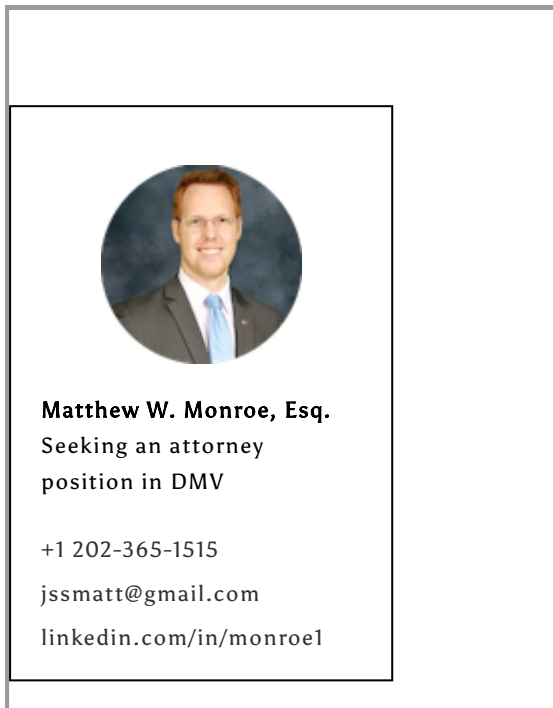 Matthew W. Monroe, Esq.
Seeking an attorney
position in DMV
+1 202-365-1515
jssmatt@gmail.com
linkedin.com/in/monroe1